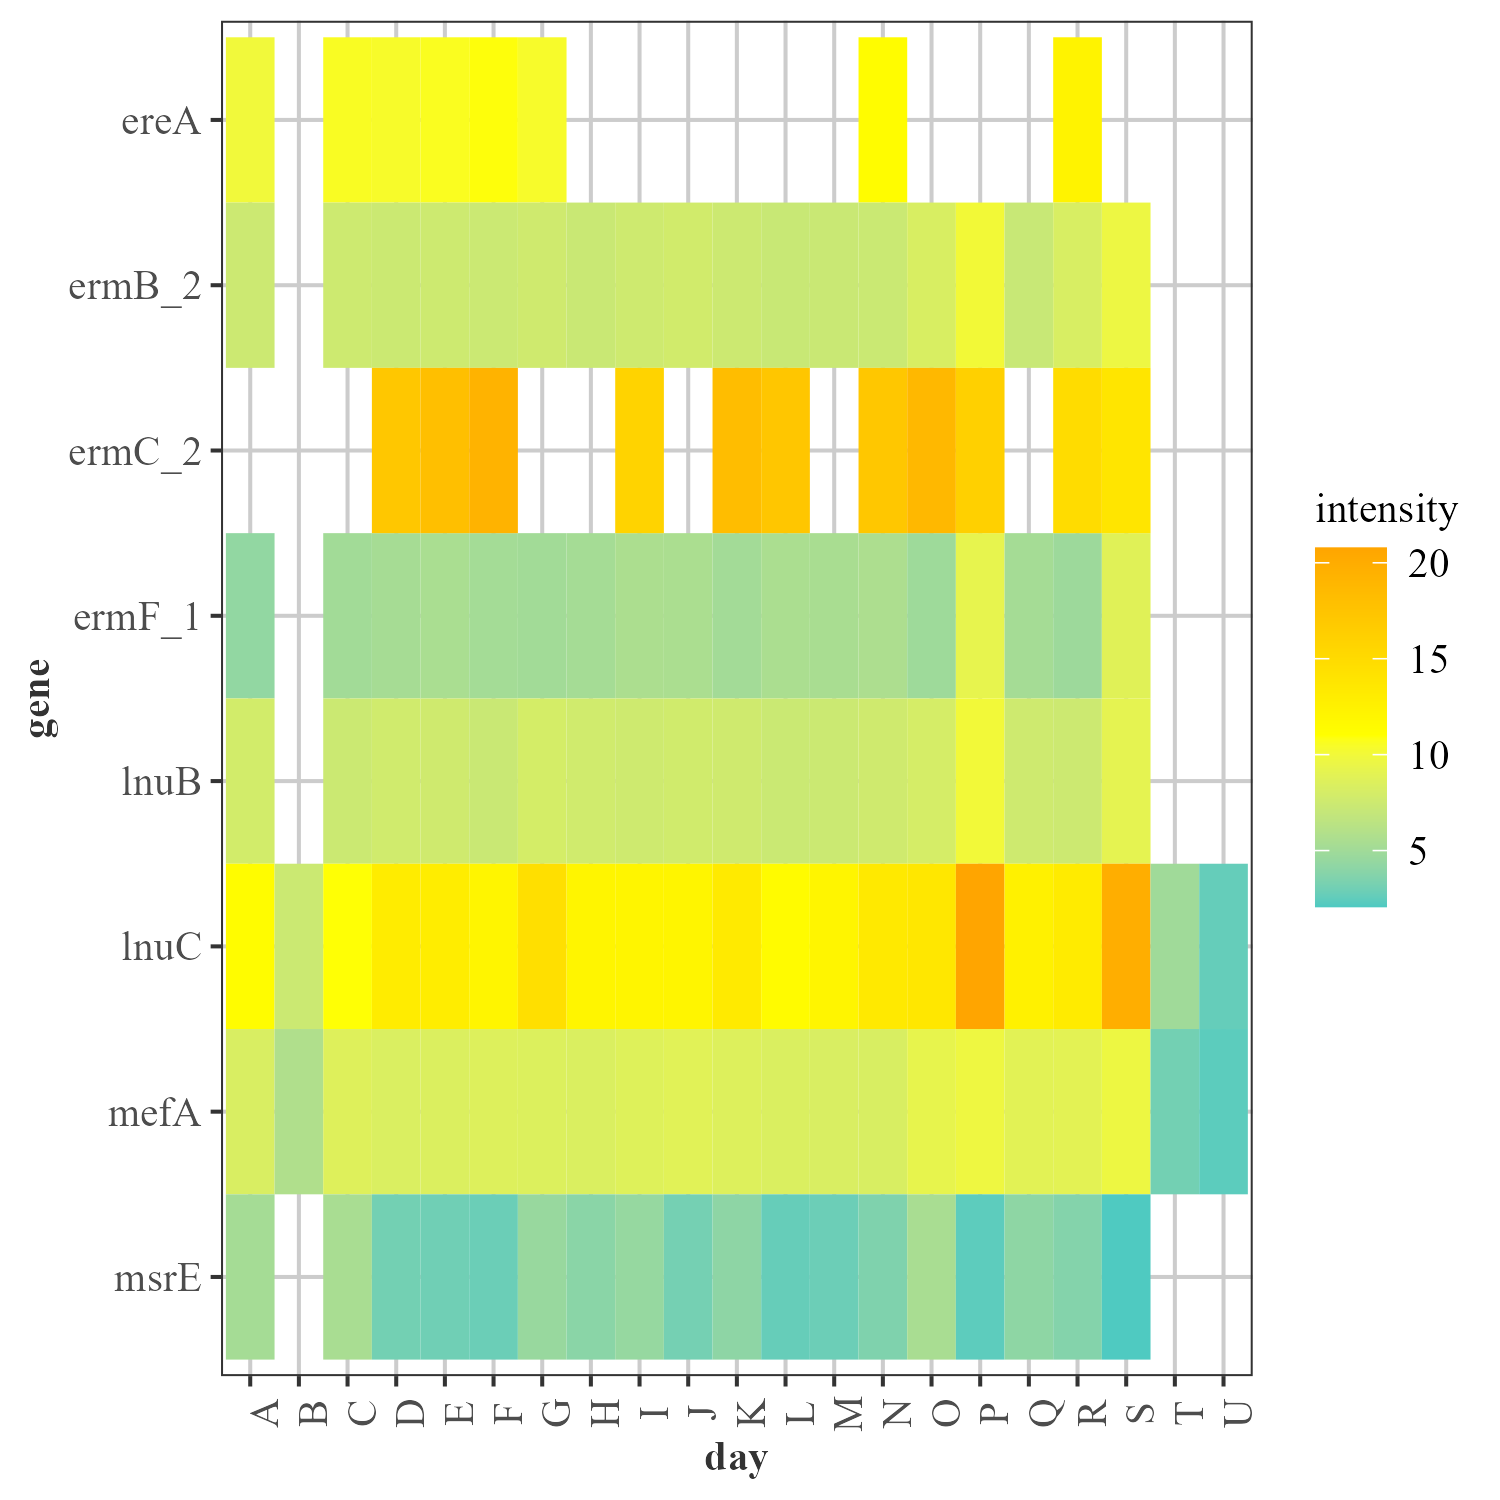 ereA
ermB_2
ermC_2
ermF_1
lnuB
lnuC
mefA
msrE
gene
A B C D E F G H I J K L M N O P Q R S T U
day
intensity
20
15
10
5